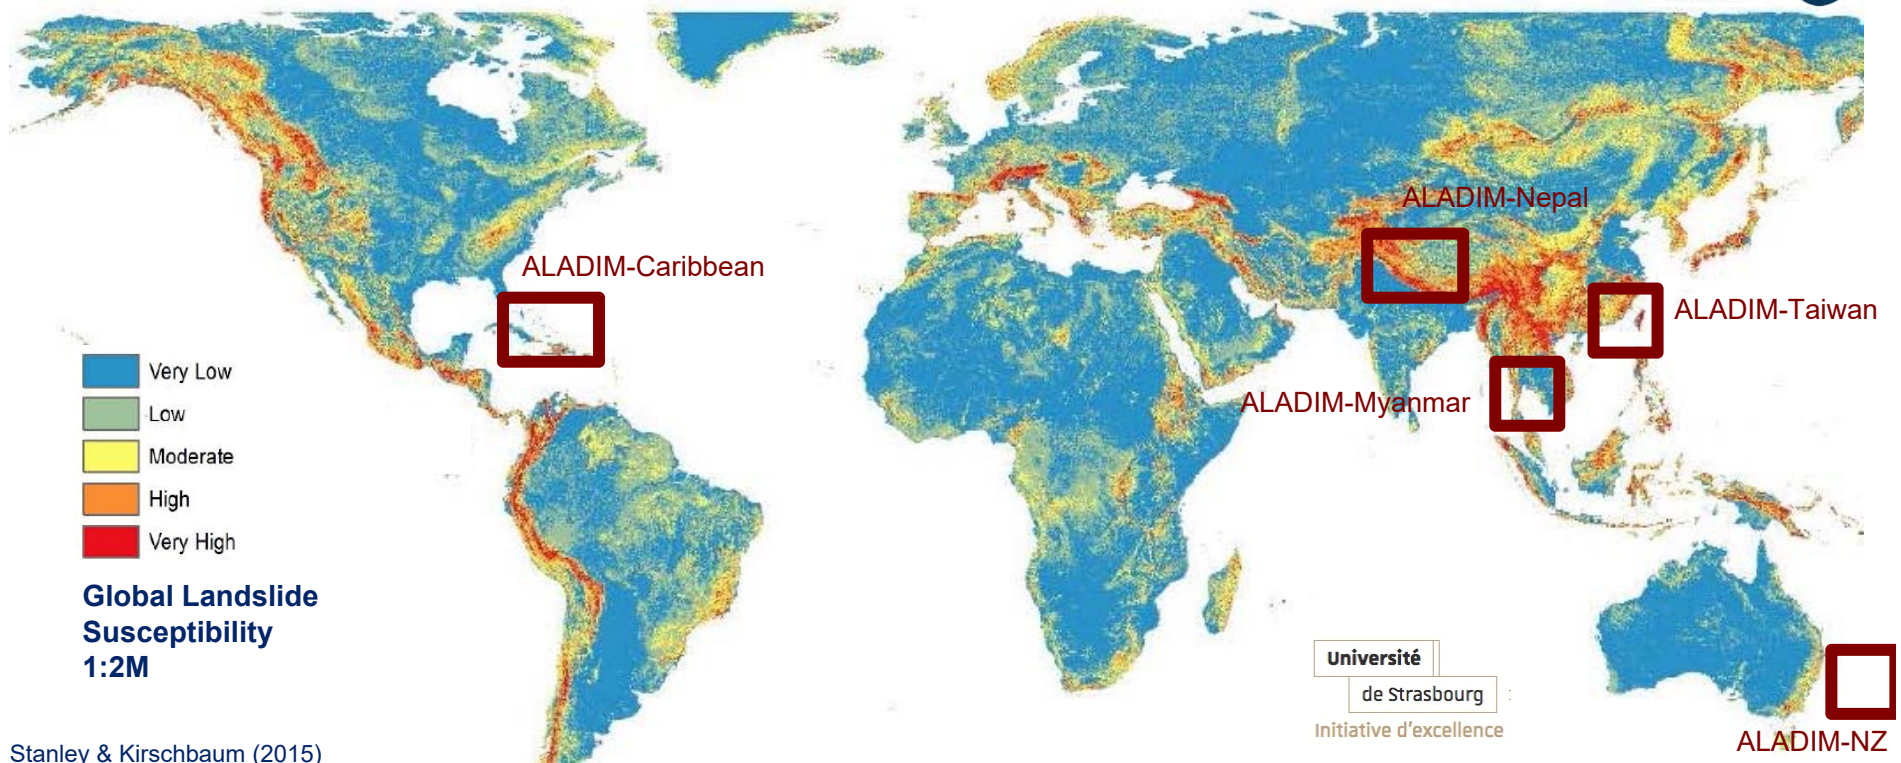 ALADIM-Nepal
ALADIM-Caribbean
ALADIM-Taiwan
ALADIM-Myanmar
Very Low
Low
Moderate
High
Very High
Global Landslide
Susceptibility
1:2M
Université
de Strasbourg
Initiative d'excellence
ALADIM-NZ
Stanley & Kirschbaum (2015)